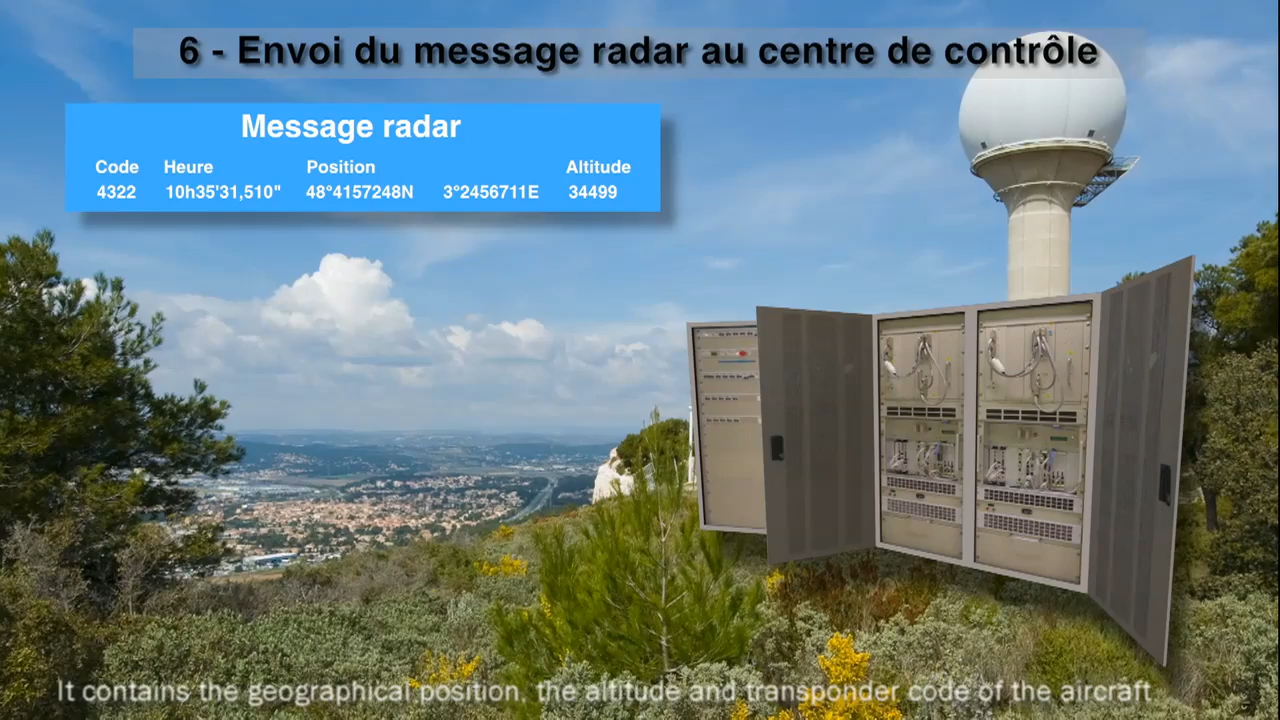 6 - Envoi du message radar au centre de contrôle
Message radar
Code Heure Position Altitude
4322 10h35'31,510" 48°4157248N 3°2456711E 34499
It contains the geographical position, the altitude and transponder code of the aircraft